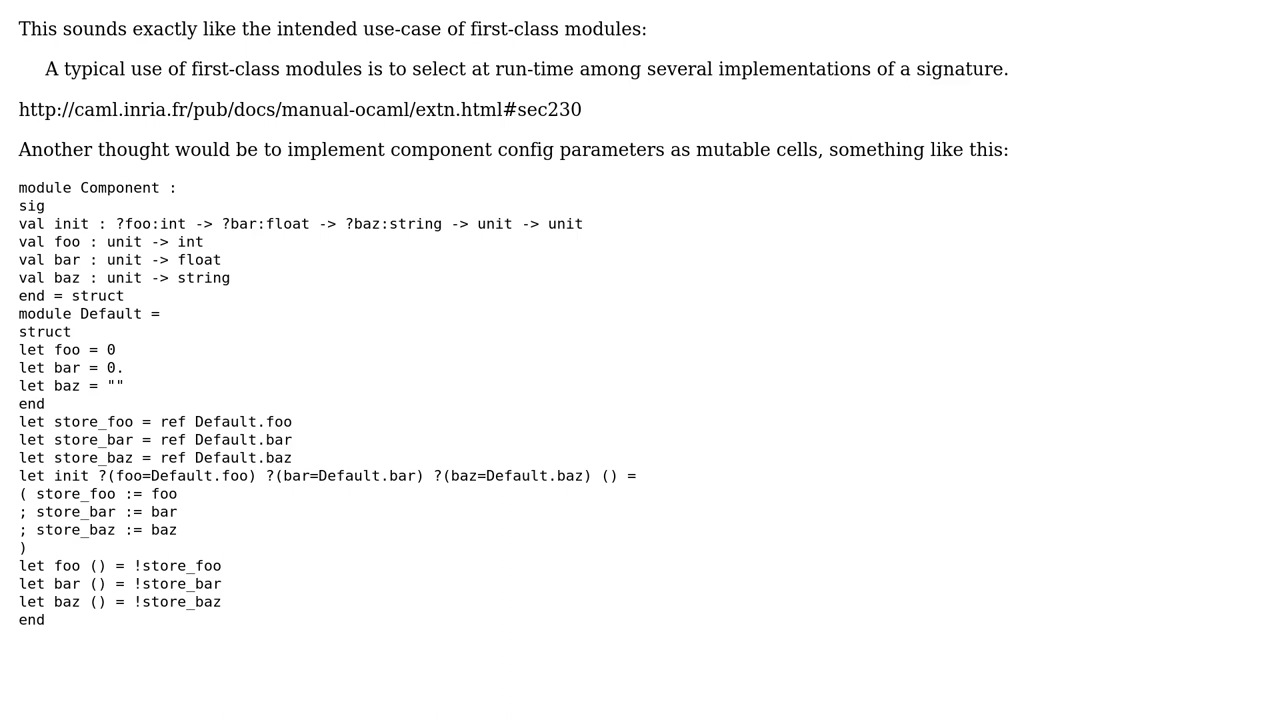 This sounds exactly like the intended use-case of first-class modules:
A typical use of first-class modules is to select at run-time among several implementations of a signature.
http://caml.inria.fr/pub/docs/manual-ocaml/extn.html#sec230
Another thought would be to implement component config parameters as mutable cells, something like this:
module Component :
sig
val init : ?foo:int -> ?bar:float -> ?baz:string -> unit -> unit
val foo : unit -> int
val bar : unit -> float
val baz : unit -> string
end = struct
module Default =
struct
let foo = 0
let bar = 0.
let baz = ""
end
let store_foo = ref Default.foo
let store_bar = ref Default.bar
let store_baz = ref Default.baz
let init ?(foo=Default.foo) ?(bar=Default.bar) ?(baz=Default.baz) () =
( store_foo := foo
; store_bar := bar
; store_baz := baz
)
let foo () = !store_foo
let bar () = !store_bar
let baz () = !store_baz
end